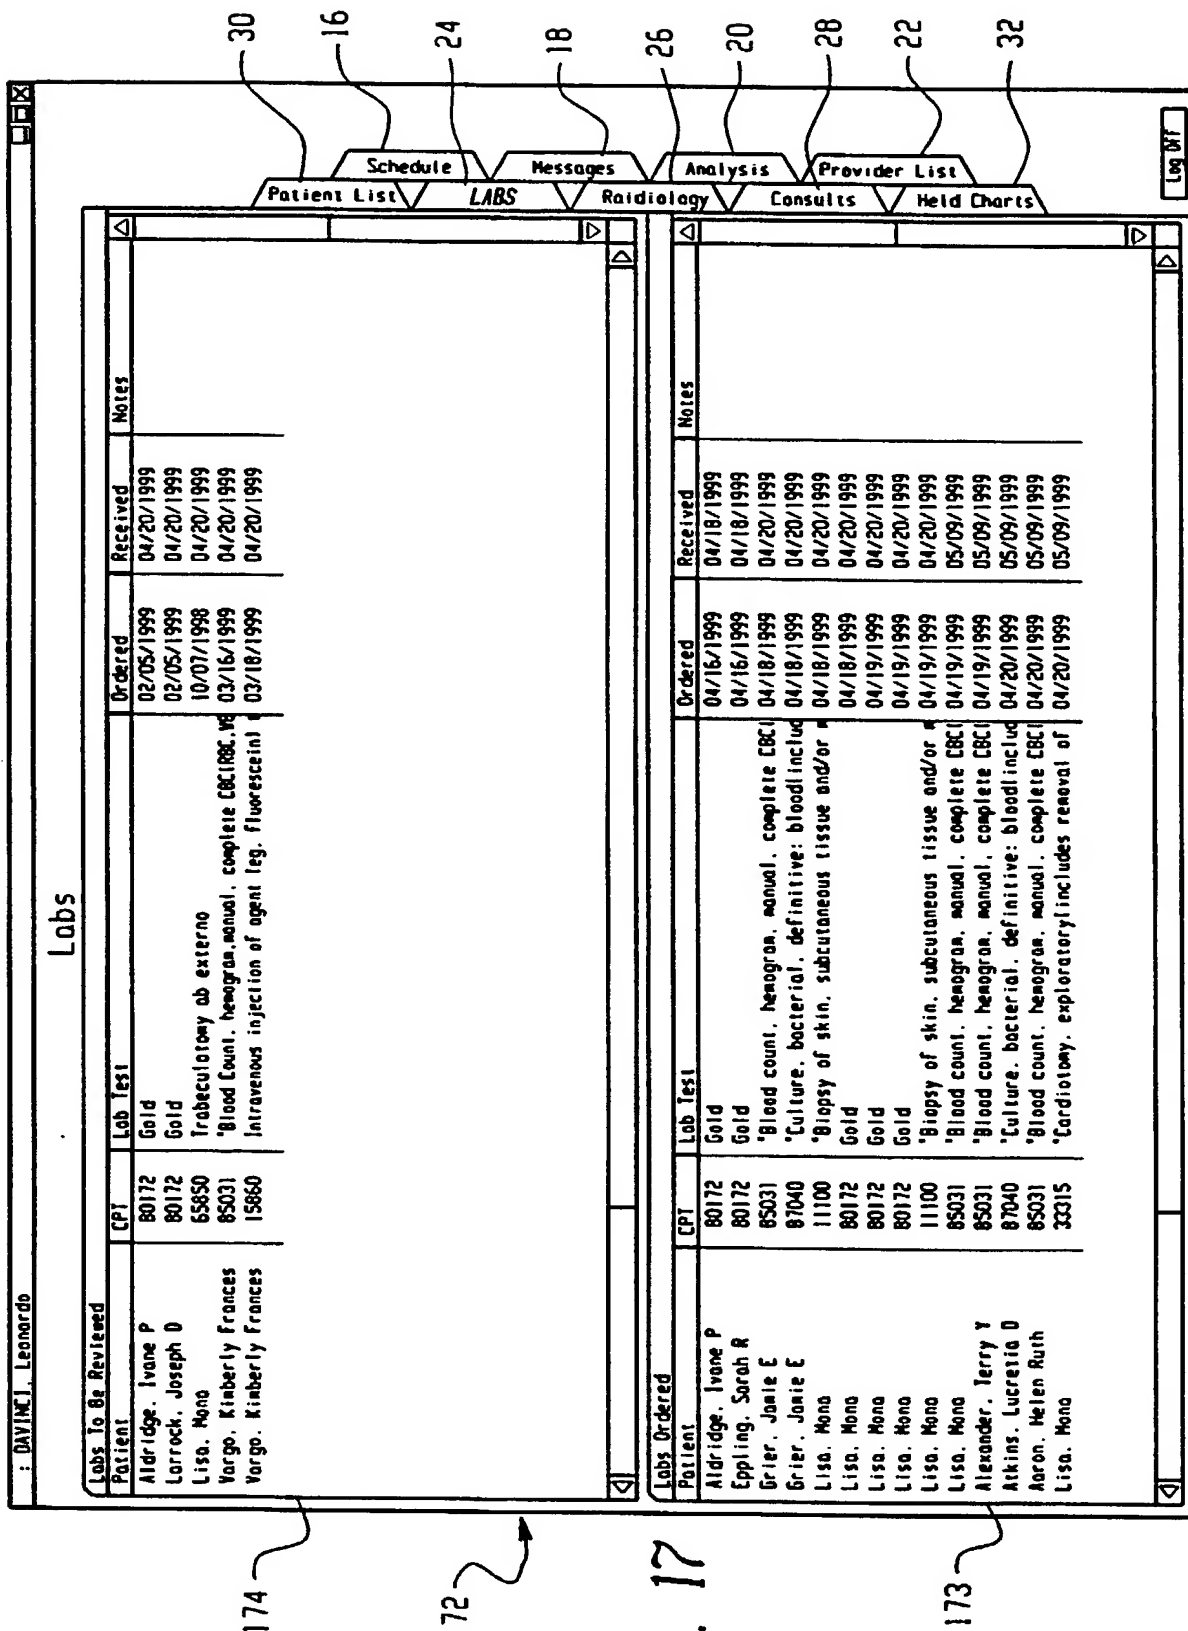 : DAVINCI, Leonardo
Labs
Labs To Be Reviewed
Patient CPT Lab Test Ordered Received Notes
Aldridge, Ivane P 80172 Gold 02/05/1999 04/20/1999
Larrock, Joseph D 80172 Gold 02/05/1999 04/20/1999
Lisa, Mona 65850 Trabeculotomy ab externo 10/07/1998 04/20/1999
Vargo, Kimberly Frances 85031 "Blood Count, hemogram, manual, complete CBC(RBC, WB 03/16/1999 04/20/1999
Vargo, Kimberly Frances 15860 Intravenous injection of agent (eg, fluorescein) 03/18/1999 04/20/1999
Labs Ordered
Patient CPT Lab Test Ordered Received Notes
Aldridge, Ivane P 80172 Gold 04/16/1999 04/18/1999
Eppling, Sarah R 80172 Gold 04/16/1999 04/18/1999
Grier, Jamie E 85031 "Blood count, hemogram, manual, complete CBC( 04/18/1999 04/20/1999
Grier, Jamie E 87040 "Culture, bacterial, definitive: blood(includ 04/18/1999 04/20/1999
Lisa, Mona 11100 "Biopsy of skin, subcutaneous tissue and/or m 04/18/1999 04/20/1999
Lisa, Mona 80172 Gold 04/18/1999 04/20/1999
Lisa, Mona 80172 Gold 04/19/1999 04/20/1999
Lisa, Mona 80172 Gold 04/19/1999 04/20/1999
Lisa, Mona 11100 "Biopsy of skin, subcutaneous tissue and/or m 04/19/1999 04/20/1999
Lisa, Mona 85031 "Blood count, hemogram, manual, complete CBC( 04/19/1999 05/09/1999
Alexander, Terry Y 85031 "Blood count, hemogram, manual, complete CBC( 04/19/1999 05/09/1999
Atkins, Lucretia D 87040 "Culture, bacterial, definitive: blood(includ 04/20/1999 05/09/1999
Aaron, Helen Ruth 85031 "Blood count, hemogram, manual, complete CBC( 04/20/1999 05/09/1999
Lisa, Mona 33315 "Cardiotomy, exploratory(includes removal of 04/20/1999 05/09/1999
Schedule
Messages
Analysis
Provider List
Patient List
LABS
Raidiology
Consults
Held Charts
Log Off
30
16
24
18
26
20
28
22
32
174
72
173
. 17